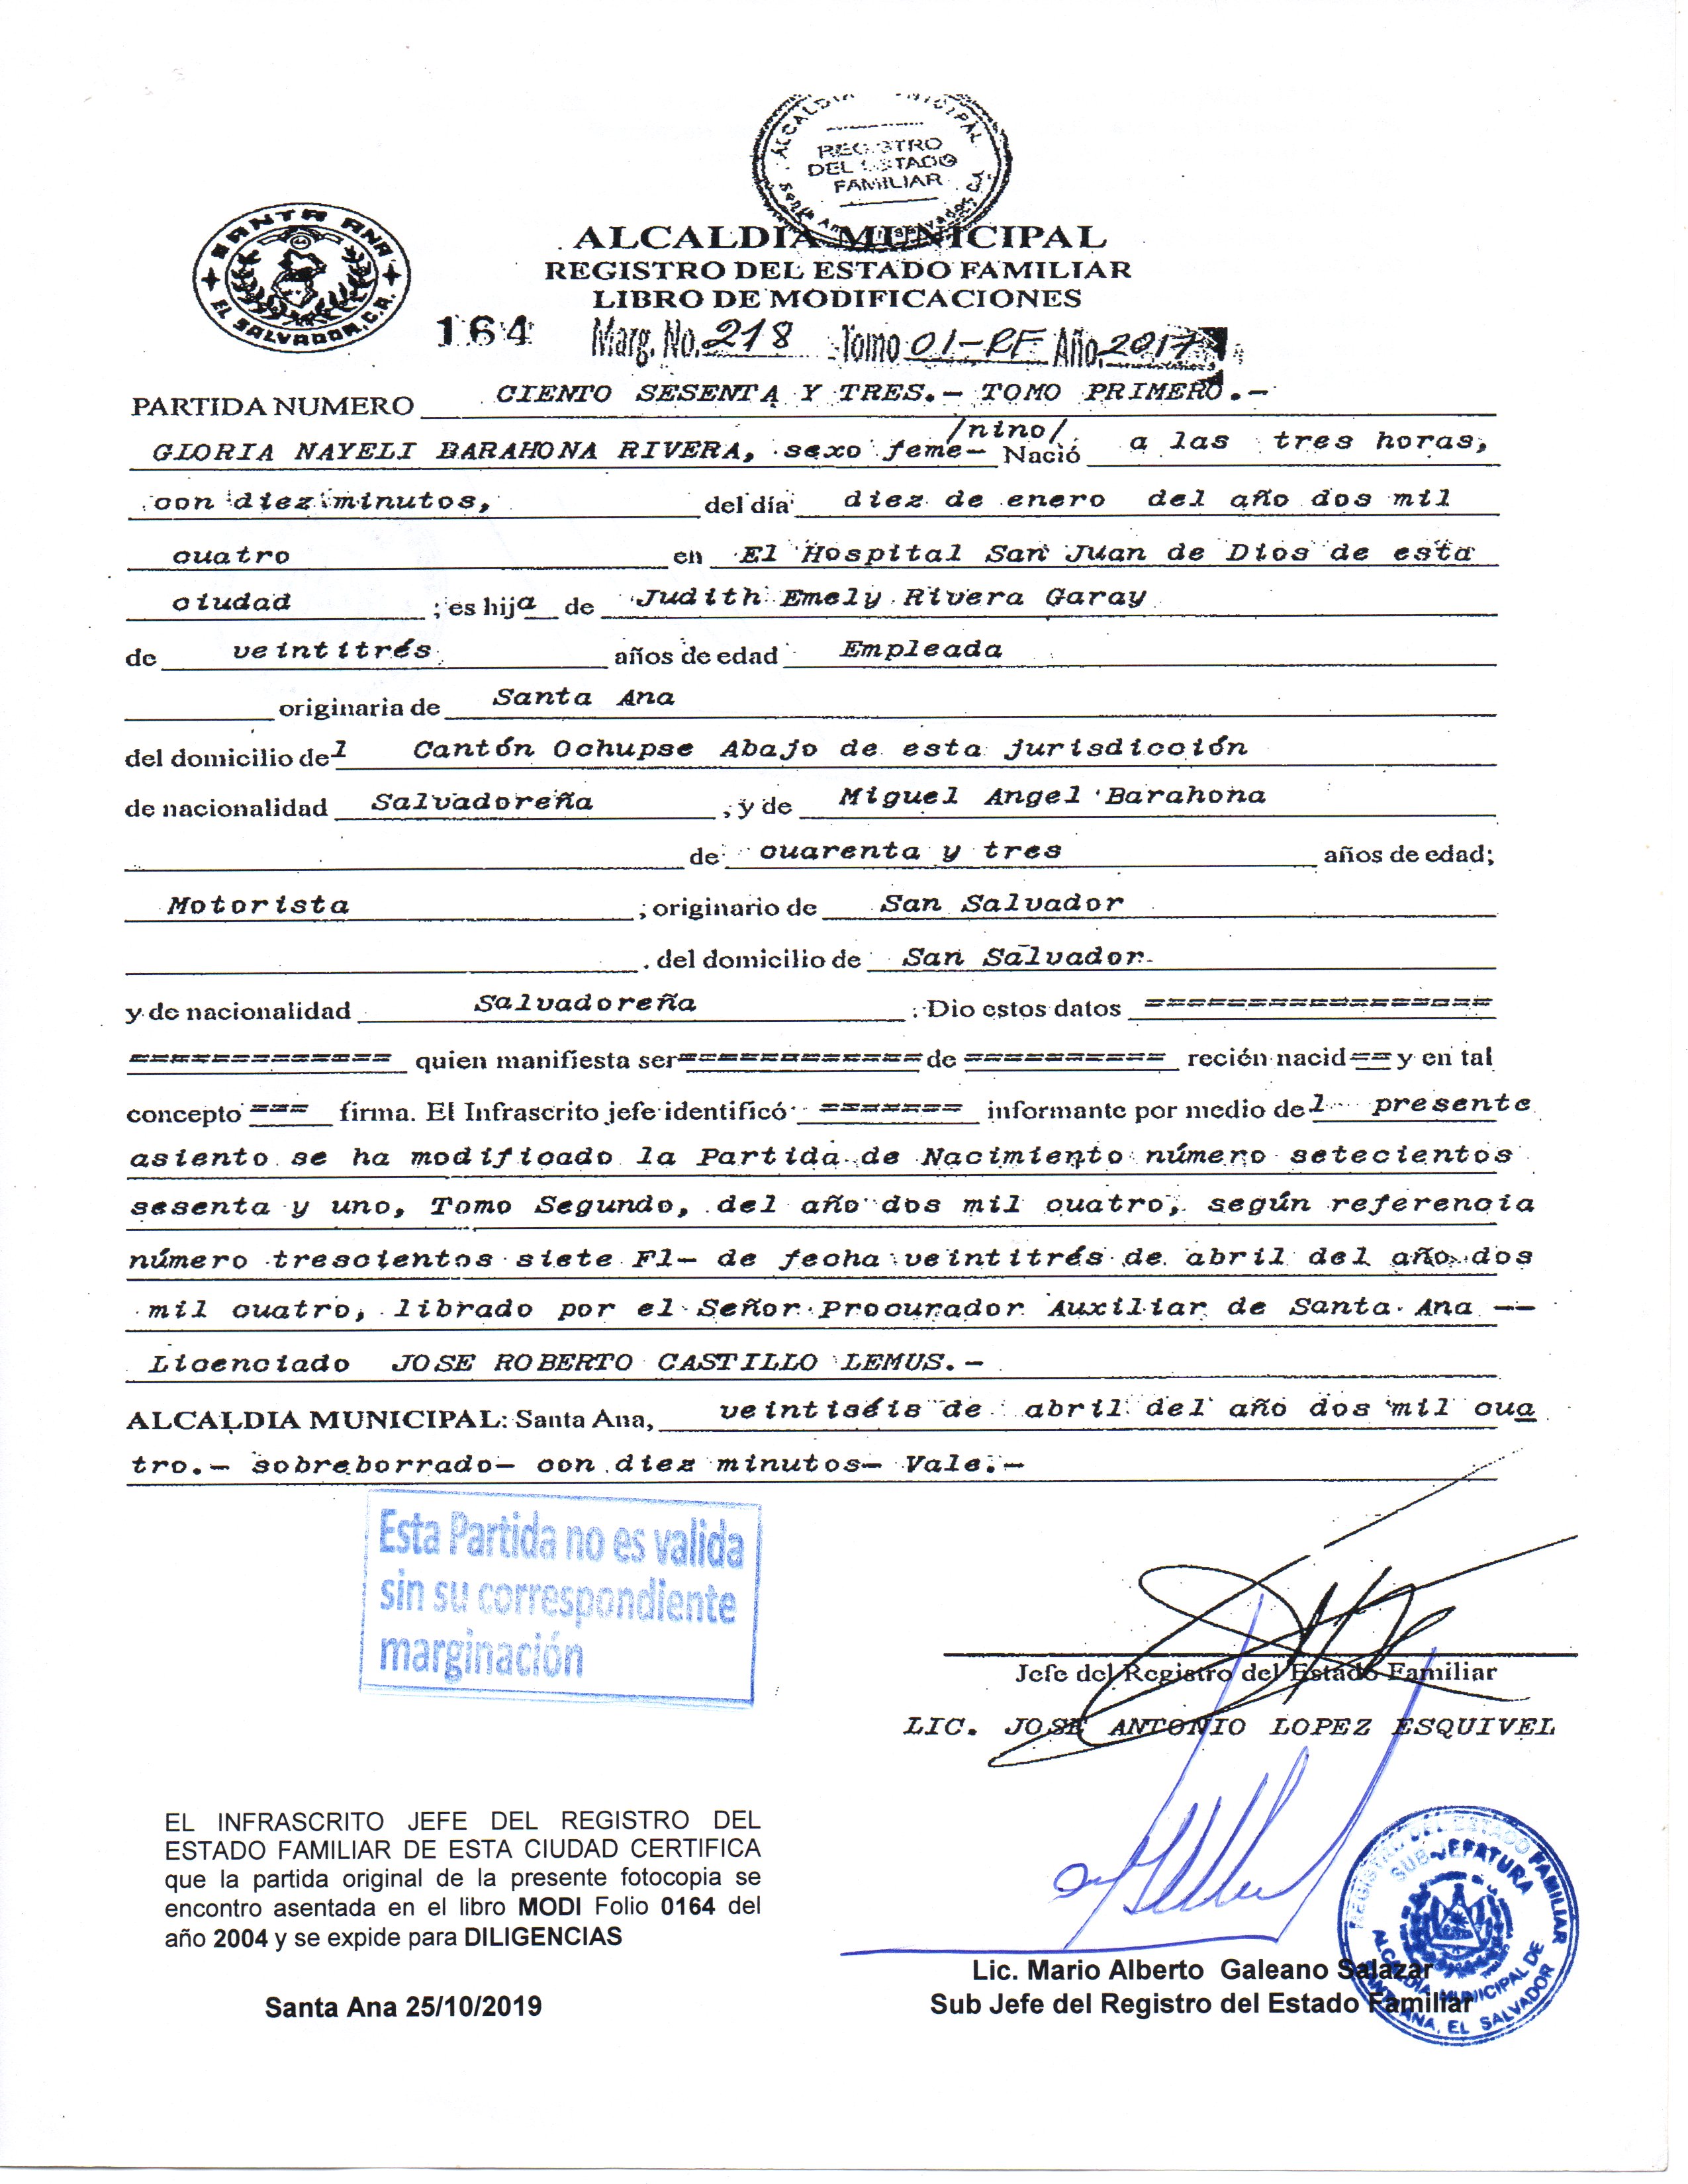 ALCALDIA MUNICIPAL
REGISTRO
DEL ESTADO
FAMILIAR
SANTA ANA
EL SALVADOR, C.A.
ALCALDIA MUNICIPAL
REGISTRO DEL ESTADO FAMILIAR
LIBRO DE MODIFICACIONES
164 Marg. No. 218 Tomo 01-RF Año 2017
PARTIDA NUMERO CIENTO SESENTA Y TRES.- TOMO PRIMERO.-
/nino/
GLORIA NAYELI BARAHONA RIVERA, sexo feme- Nació a las tres horas,
con diez minutos, del día diez de enero del año dos mil
cuatro en El Hospital San Juan de Dios de esta
ciudad ; es hija de Judith Emely Rivera Garay
de veintitrés años de edad Empleada
originaria de Santa Ana
del domicilio del Cantón Ochupse Abajo de esta jurisdicción
de nacionalidad Salvadoreña , y de Miguel Angel Barahona
de cuarenta y tres años de edad;
Motorista ; originario de San Salvador
. del domicilio de San Salvador
y de nacionalidad Salvadoreña . Dio estos datos =================
============= quien manifiesta ser============ de ========== recién nacid== y en tal
concepto === firma. El Infrascrito jefe identificó ======= informante por medio del presente
asiento se ha modificado la Partida de Nacimiento número setecientos
sesenta y uno, Tomo Segundo, del año dos mil cuatro, según referencia
número trescientos siete Fl- de fecha veintitrés de abril del año dos
mil cuatro, librado por el Señor Procurador Auxiliar de Santa Ana --
Licenciado JOSE ROBERTO CASTILLO LEMUS.-
ALCALDIA MUNICIPAL: Santa Ana, veintiséis de abril del año dos mil cua
tro.- sobreborrado- con diez minutos- Vale.-
Esta Partida no es valida
sin su correspondiente
marginación
Jefe del Registro del Estado Familiar
LIC. JOSE ANTONIO LOPEZ ESQUIVEL
EL INFRASCRITO JEFE DEL REGISTRO DEL
ESTADO FAMILIAR DE ESTA CIUDAD CERTIFICA
que la partida original de la presente fotocopia se
encontro asentada en el libro MODI Folio 0164 del
año 2004 y se expide para DILIGENCIAS
Santa Ana 25/10/2019
Lic. Mario Alberto Galeano Salazar
Sub Jefe del Registro del Estado Familiar
REGISTRO DEL ESTADO FAMILIAR
SUB-JEFATURA
ALCALDIA MUNICIPAL DE
SANTA ANA, EL SALVADOR